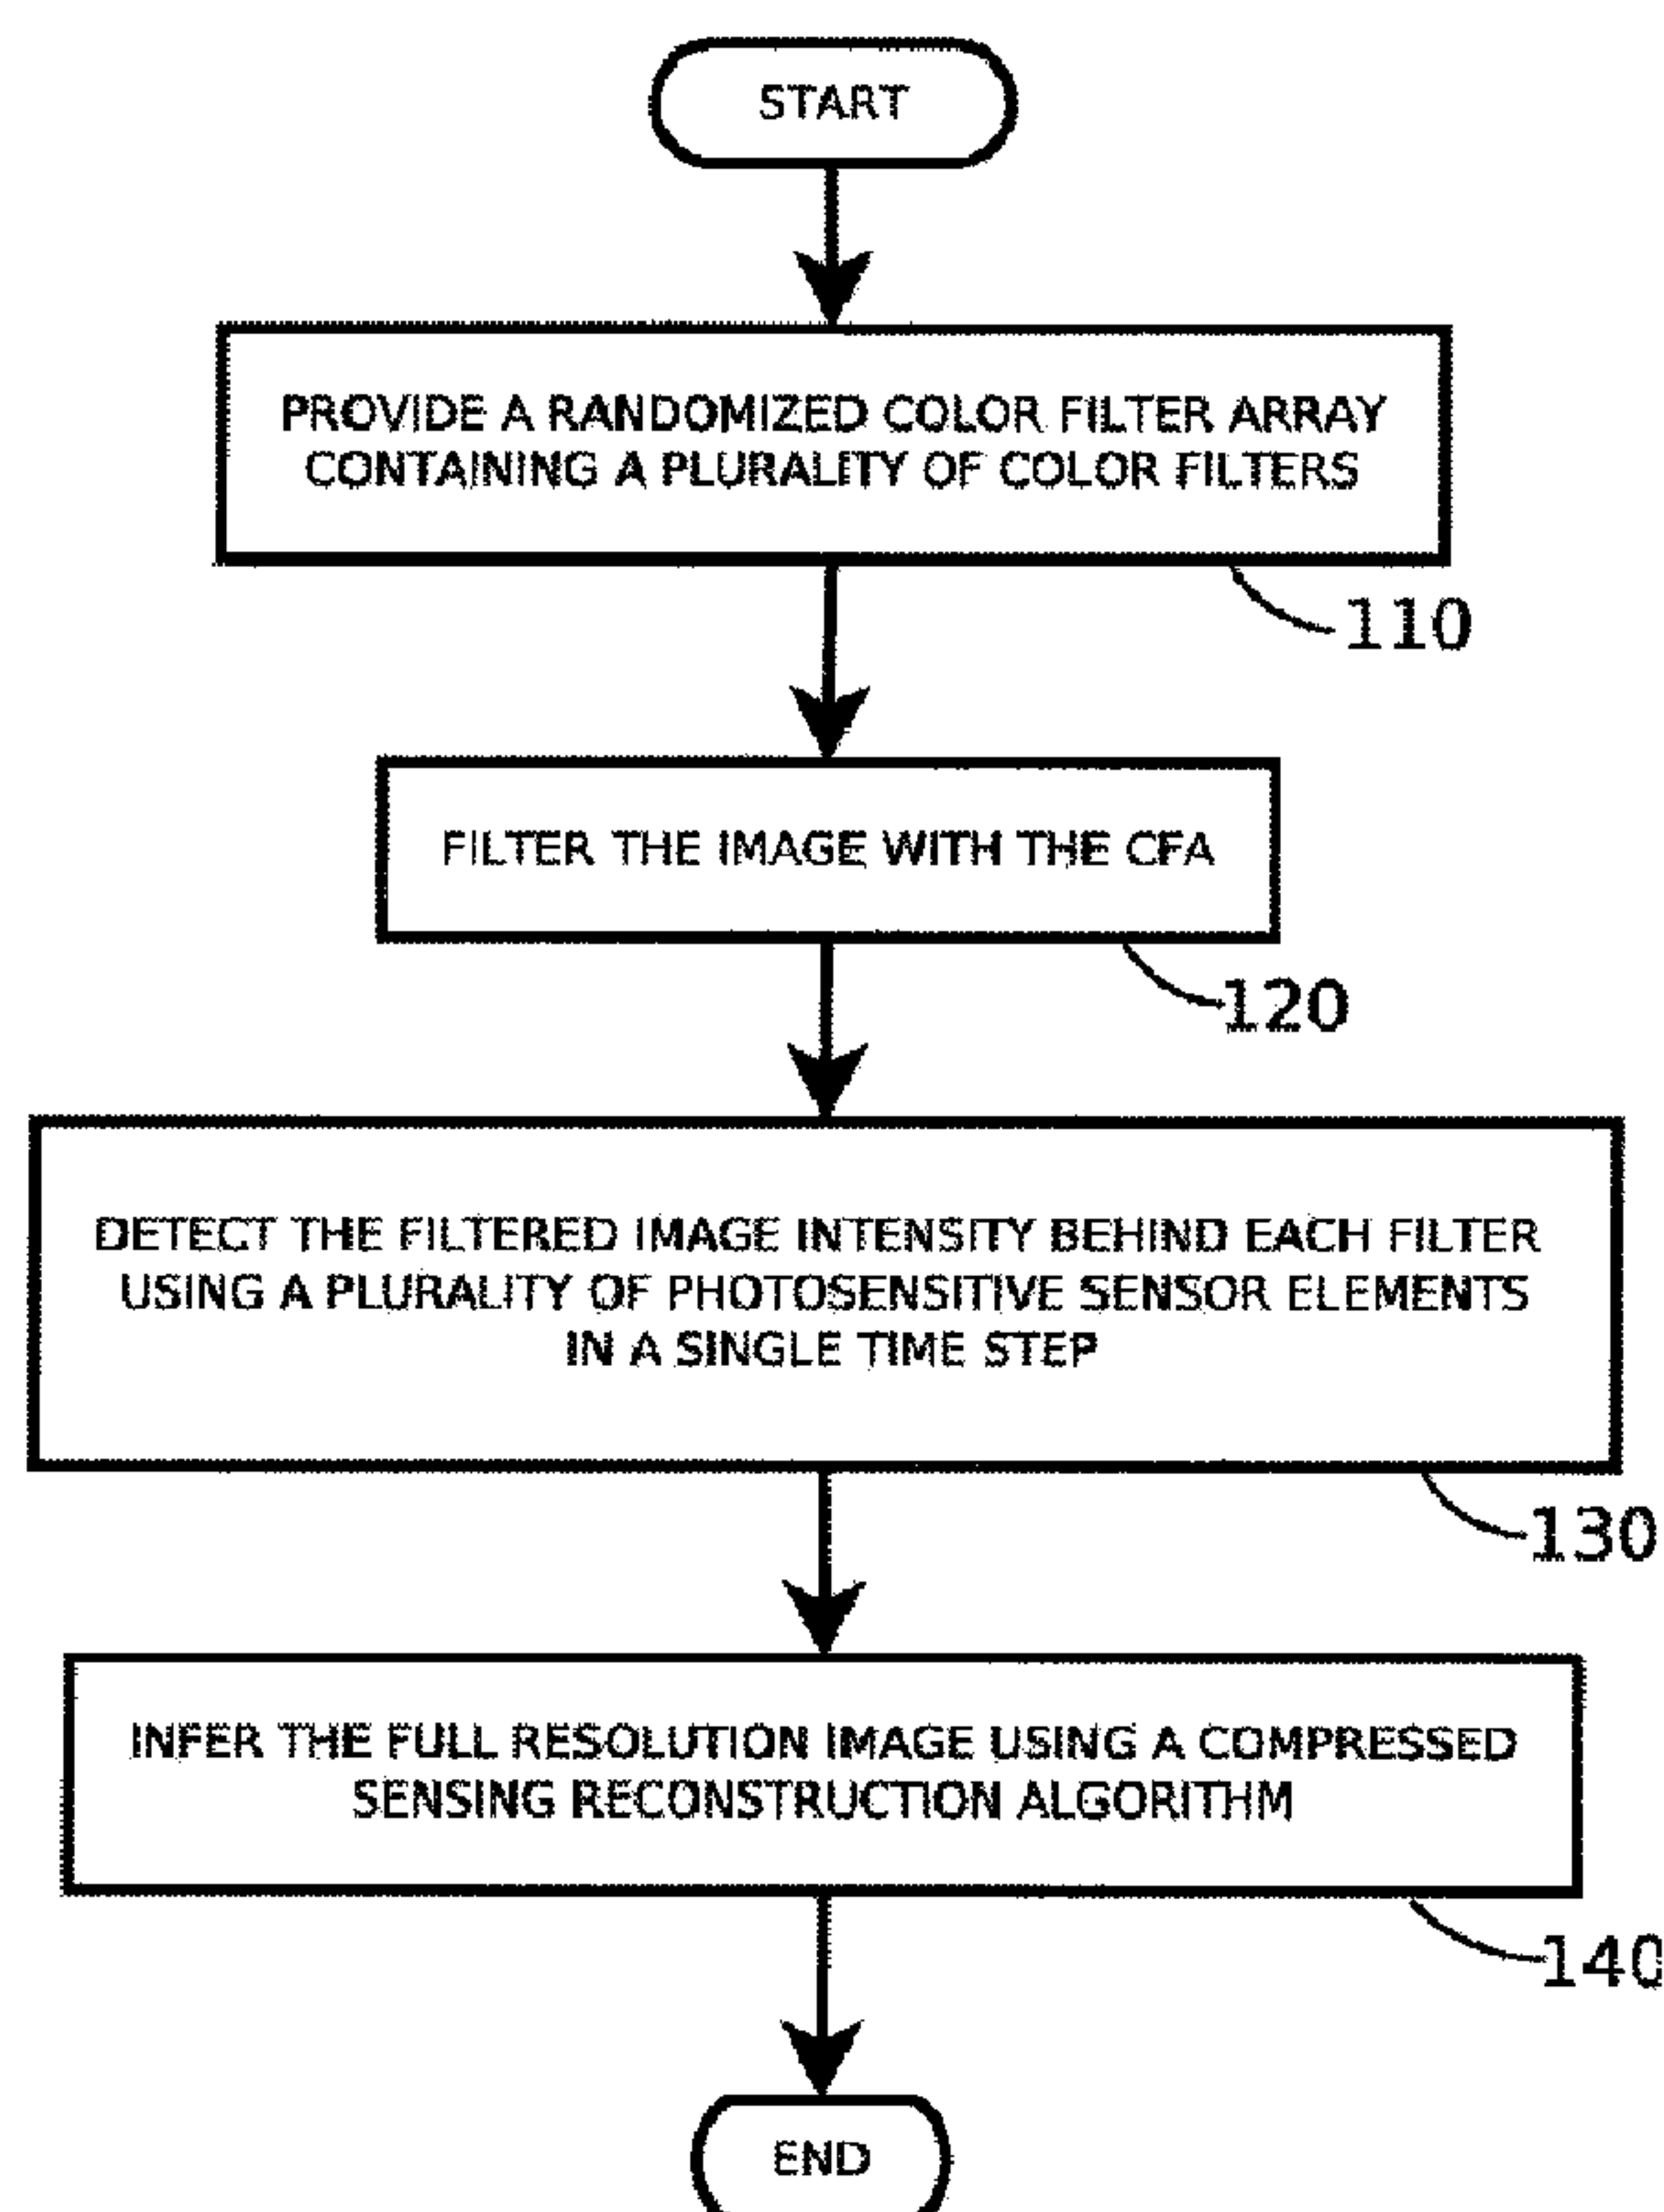 START
PROVIDE A RANDOMIZED COLOR FILTER ARRAY
CONTAINING A PLURALITY OF COLOR FILTERS
110
FILTER THE IMAGE WITH THE CFA
120
DETECT THE FILTERED IMAGE INTENSITY BEHIND EACH FILTER
USING A PLURALITY OF PHOTOSENSITIVE SENSOR ELEMENTS
IN A SINGLE TIME STEP
130
INFER THE FULL RESOLUTION IMAGE USING A COMPRESSED
SENSING RECONSTRUCTION ALGORITHM
140
END